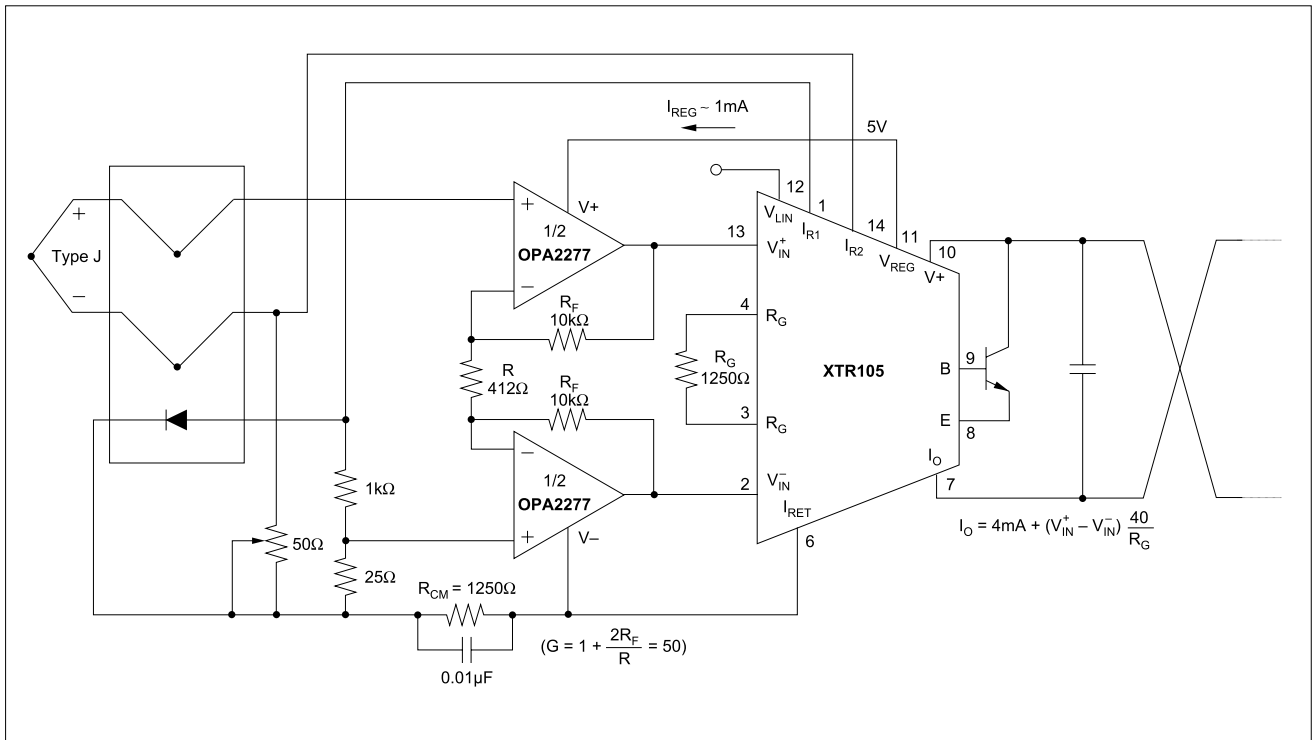 I_REG ~ 1mA
5V
+
Type J
−
+
V+
1/2
OPA2277
−
R_F
10kΩ
R
412Ω
R_F
10kΩ
−
1/2
OPA2277
+
V−
1kΩ
50Ω
25Ω
R_CM = 1250Ω
0.01µF
(G = 1 + 2R_F/R = 50)
12
V_LIN
1
I_R1
14
I_R2
11
V_REG
10
V+
13
V_IN^+
4
R_G
R_G
1250Ω
3
R_G
XTR105
B
9
E
8
2
V_IN^−
I_RET
6
I_O
7
I_O = 4mA + (V_IN^+ − V_IN^−) 40/R_G